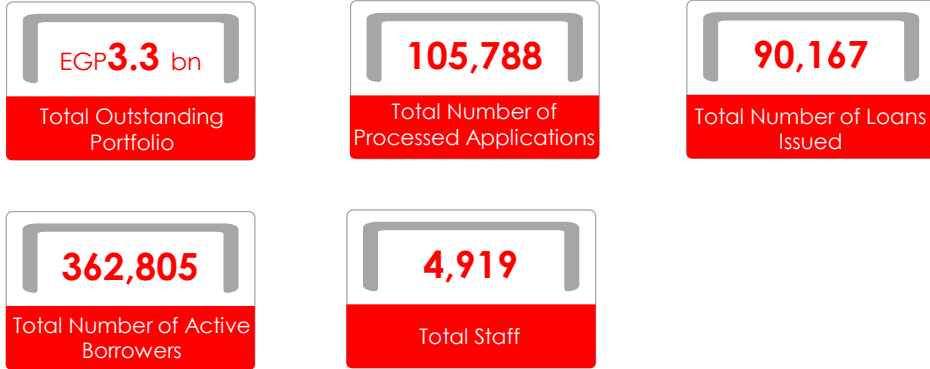 EGP3.3 bn
Total Outstanding
Portfolio
105,788
Total Number of
Processed Applications
90,167
Total Number of Loans
Issued
362,805
Total Number of Active
Borrowers
4,919
Total Staff